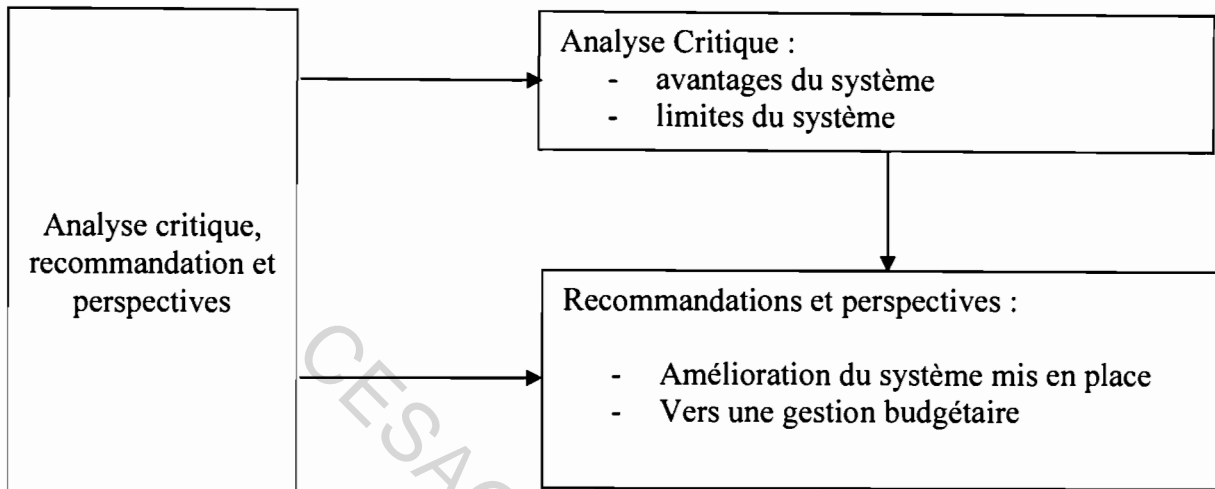 Analyse critique,
recommandation et
perspectives
Analyse Critique :
- avantages du système
- limites du système
Recommandations et perspectives :
- Amélioration du système mis en place
- Vers une gestion budgétaire